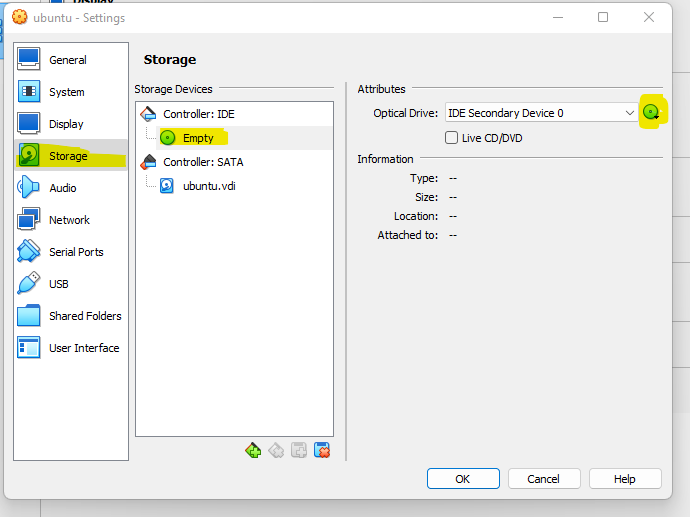 ubuntu - Settings
General
System
Display
Storage
Audio
Network
Serial Ports
USB
Shared Folders
User Interface
Storage
Storage Devices
Controller: IDE
Empty
Controller: SATA
ubuntu.vdi
Attributes
Optical Drive: IDE Secondary Device 0
Live CD/DVD
Information
Type: --
Size: --
Location: --
Attached to: --
OK
Cancel
Help